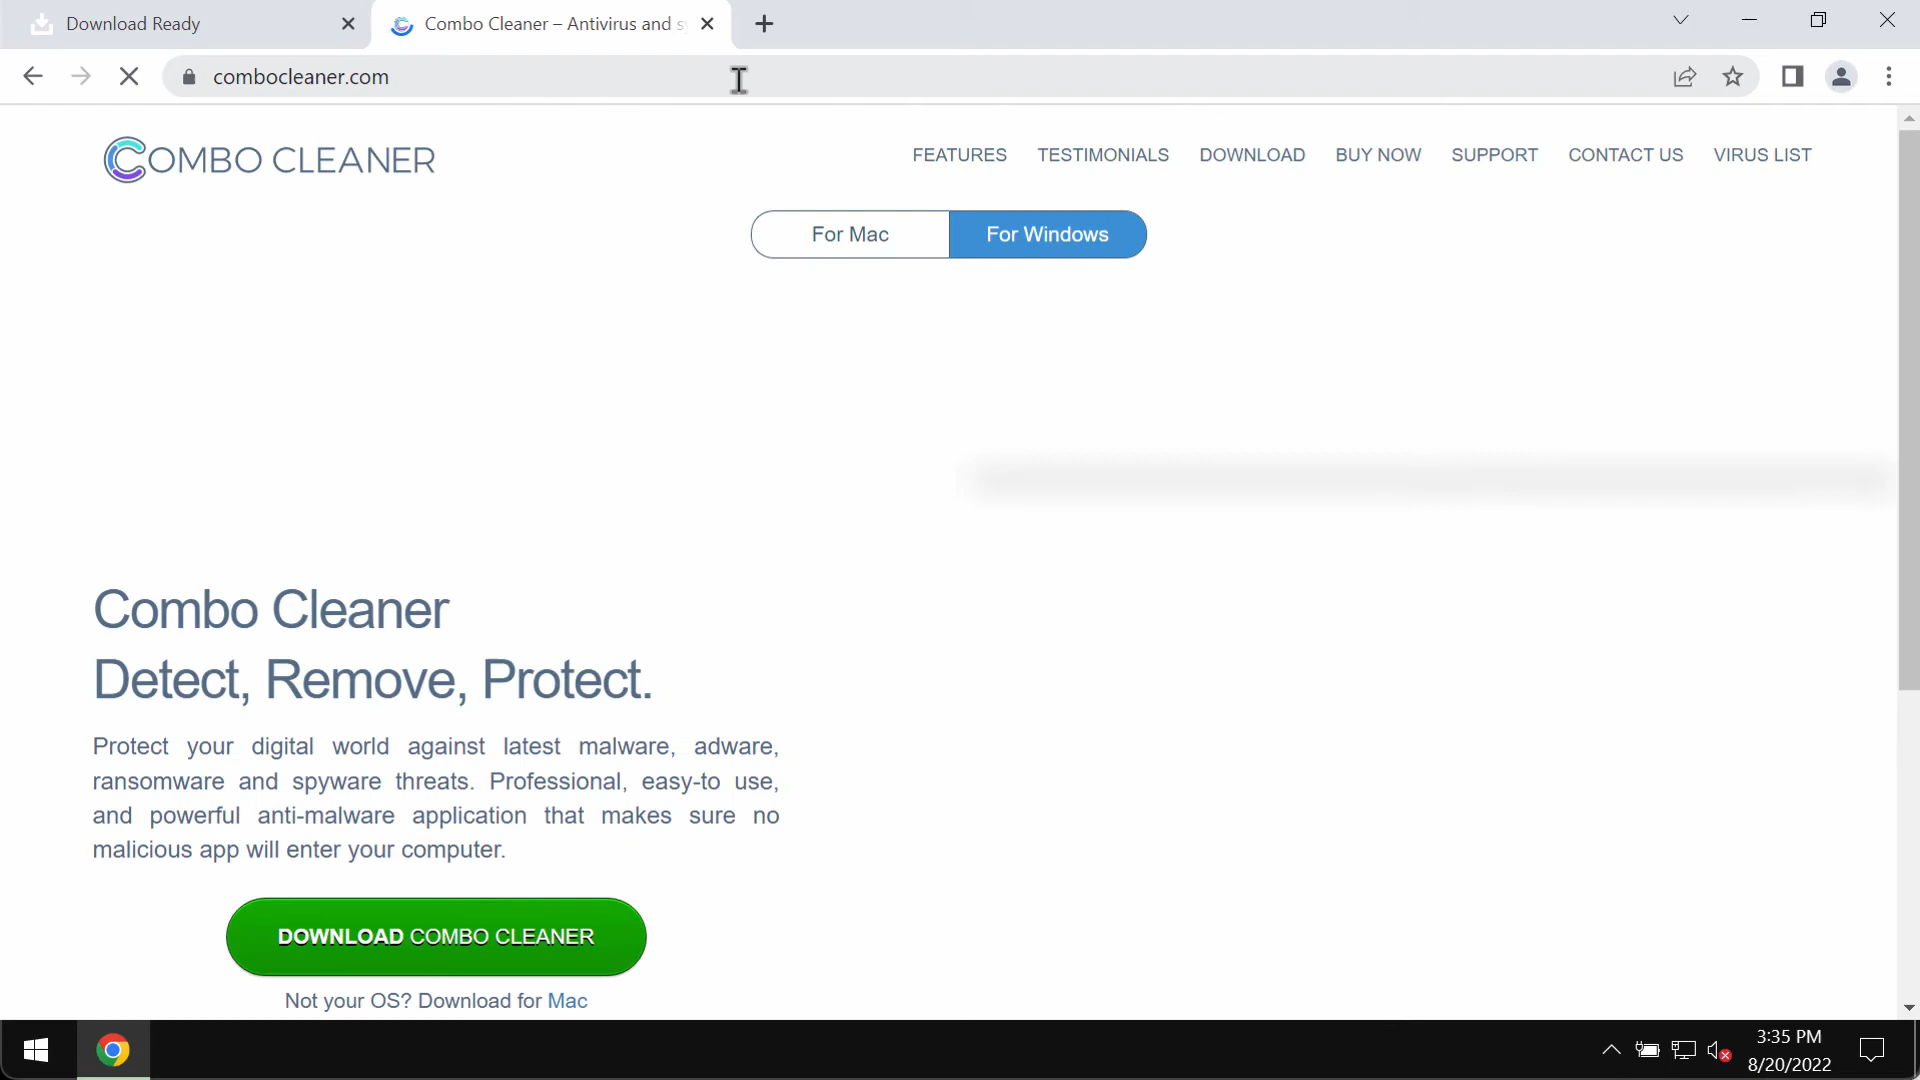 Download Ready
Combo Cleaner – Antivirus and s
combocleaner.com
COMBO CLEANER
FEATURES TESTIMONIALS DOWNLOAD BUY NOW SUPPORT CONTACT US VIRUS LIST
For Mac For Windows
Combo Cleaner
Detect, Remove, Protect.
Protect your digital world against latest malware, adware,
ransomware and spyware threats. Professional, easy-to use,
and powerful anti-malware application that makes sure no
malicious app will enter your computer.
DOWNLOAD COMBO CLEANER
Not your OS? Download for Mac
3:35 PM
8/20/2022